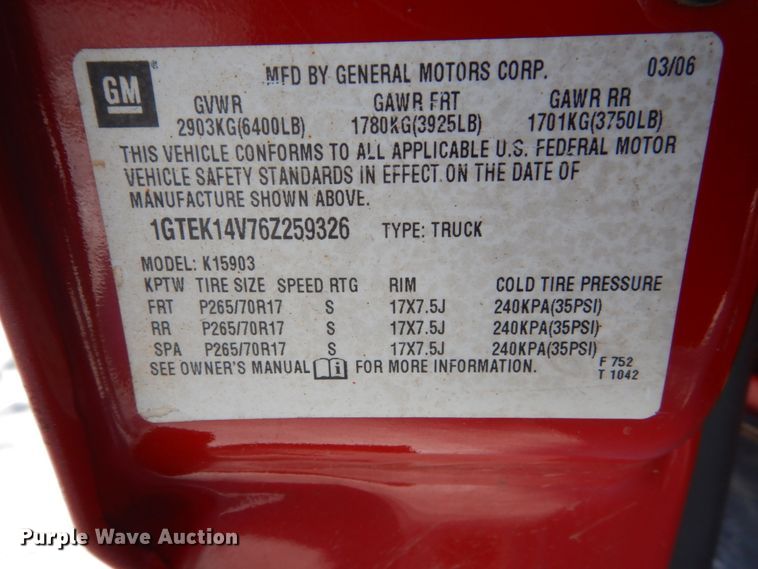 GM
MFD BY GENERAL MOTORS CORP. 03/06
GVWR GAWR FRT GAWR RR
2903KG(6400LB) 1780KG(3925LB) 1701KG(3750LB)
THIS VEHICLE CONFORMS TO ALL APPLICABLE U.S. FEDERAL MOTOR
VEHICLE SAFETY STANDARDS IN EFFECT ON THE DATE OF
MANUFACTURE SHOWN ABOVE.
1GTEK14V76Z259326 TYPE: TRUCK
MODEL: K15903
KPTW TIRE SIZE SPEED RTG RIM COLD TIRE PRESSURE
FRT P265/70R17 S 17X7.5J 240KPA(35PSI)
RR P265/70R17 S 17X7.5J 240KPA(35PSI)
SPA P265/70R17 S 17X7.5J 240KPA(35PSI)
SEE OWNER'S MANUAL i FOR MORE INFORMATION.
F 752
T 1042
Purple Wave Auction